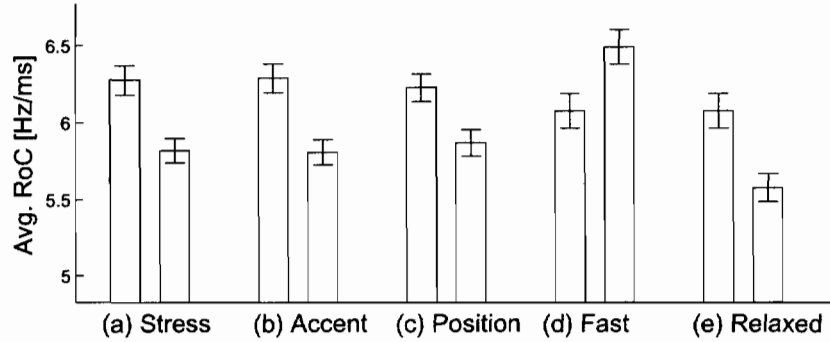 Avg. RoC [Hz/ms]
6.5
6
5.5
5
(a) Stress (b) Accent (c) Position (d) Fast (e) Relaxed